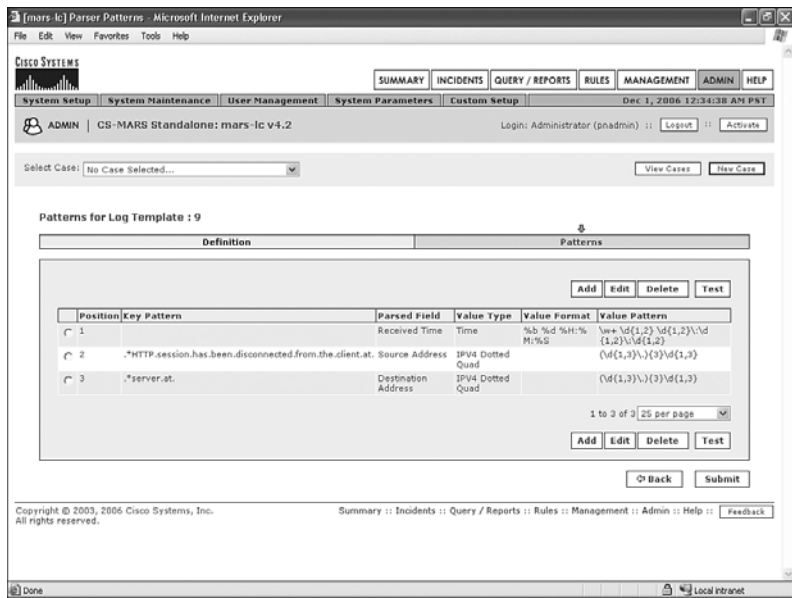 [mars-lc] Parser Patterns - Microsoft Internet Explorer
File Edit View Favorites Tools Help
CISCO SYSTEMS
SUMMARY INCIDENTS QUERY / REPORTS RULES MANAGEMENT ADMIN HELP
System Setup System Maintenance User Management System Parameters Custom Setup Dec 1, 2006 12:34:38 AM PST
ADMIN | CS-MARS Standalone: mars-lc v4.2 Login: Administrator (pnadmin) :: Logout :: Activate
Select Case: No Case Selected... View Cases New Case
Patterns for Log Template : 9
Definition Patterns
Add Edit Delete Test
Position Key Pattern Parsed Field Value Type Value Format Value Pattern
1 Received Time Time %b %d %H:% \w+ \d{1,2} \d{1,2}\:\d
M:%S {1,2}\:\d{1,2}
2 .*HTTP.session.has.been.disconnected.from.the.client.at. Source Address IPV4 Dotted (\d{1,3}\.){3}\d{1,3}
Quad
3 .*server.at. Destination IPV4 Dotted (\d{1,3}\.){3}\d{1,3}
Address Quad
1 to 3 of 3 25 per page
Add Edit Delete Test
Back Submit
Copyright © 2003, 2006 Cisco Systems, Inc. Summary :: Incidents :: Query / Reports :: Rules :: Management :: Admin :: Help :: Feedback
All rights reserved.
Done Local intranet